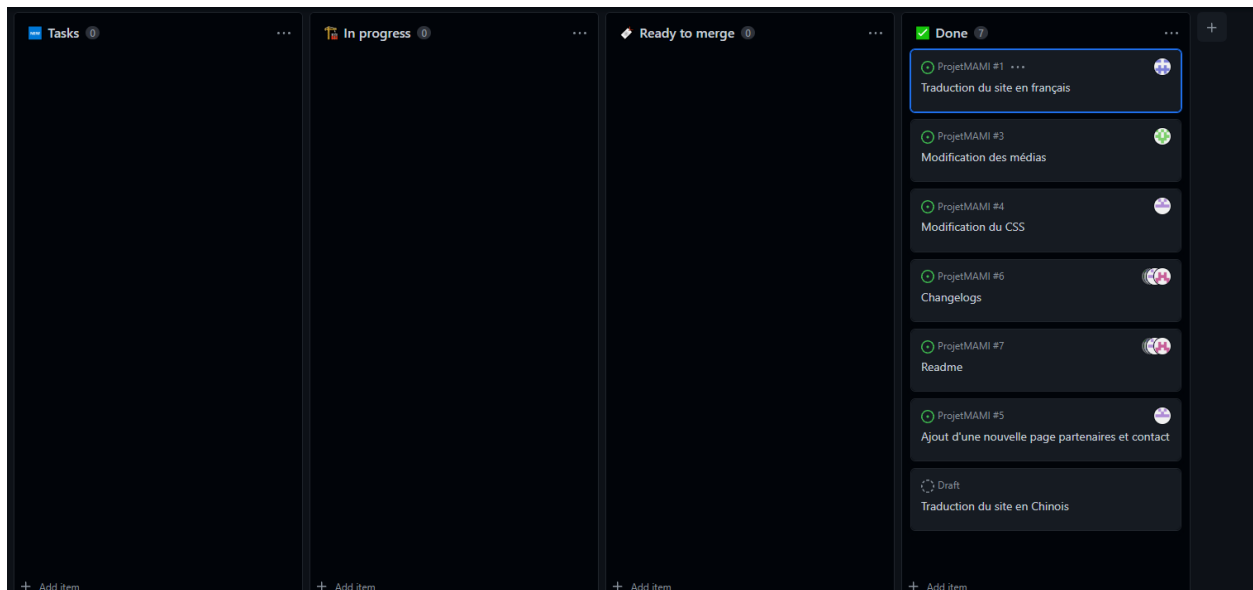 NEW Tasks 0
In progress 0
Ready to merge 0
Done 7
ProjetMAMI #1
Traduction du site en français
ProjetMAMI #3
Modification des médias
ProjetMAMI #4
Modification du CSS
ProjetMAMI #6
Changelogs
ProjetMAMI #7
Readme
ProjetMAMI #5
Ajout d'une nouvelle page partenaires et contact
Draft
Traduction du site en Chinois
+ Add item
+ Add item
+ Add item
+ Add item